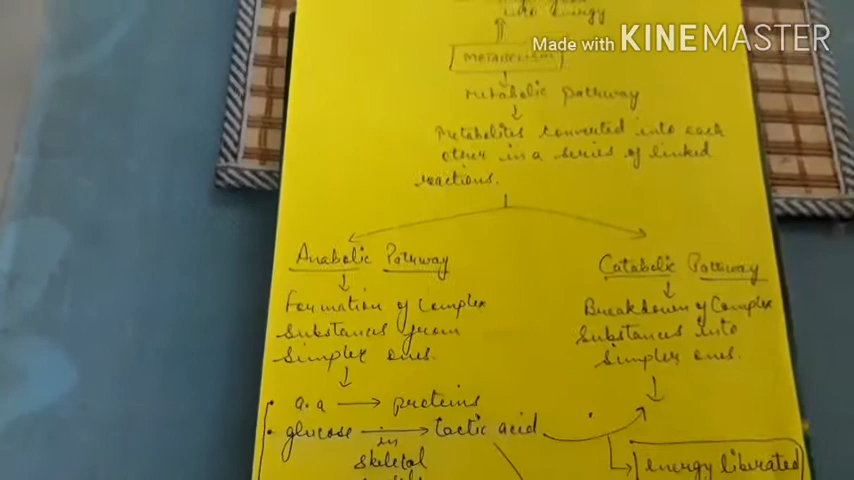 into energy
Made with KINEMASTER
METABOLISM
Metabolic Pathway
Metabolites converted into each
other in a series of linked
reactions.
Anabolic Pathway
Catabolic Pathway
Formation of Complex
Substances from
Simpler ones.
Breakdown of Complex
Substances into
Simpler ones.
a.a → proteins
glucose → lactic acid
in
skeletal
energy liberated